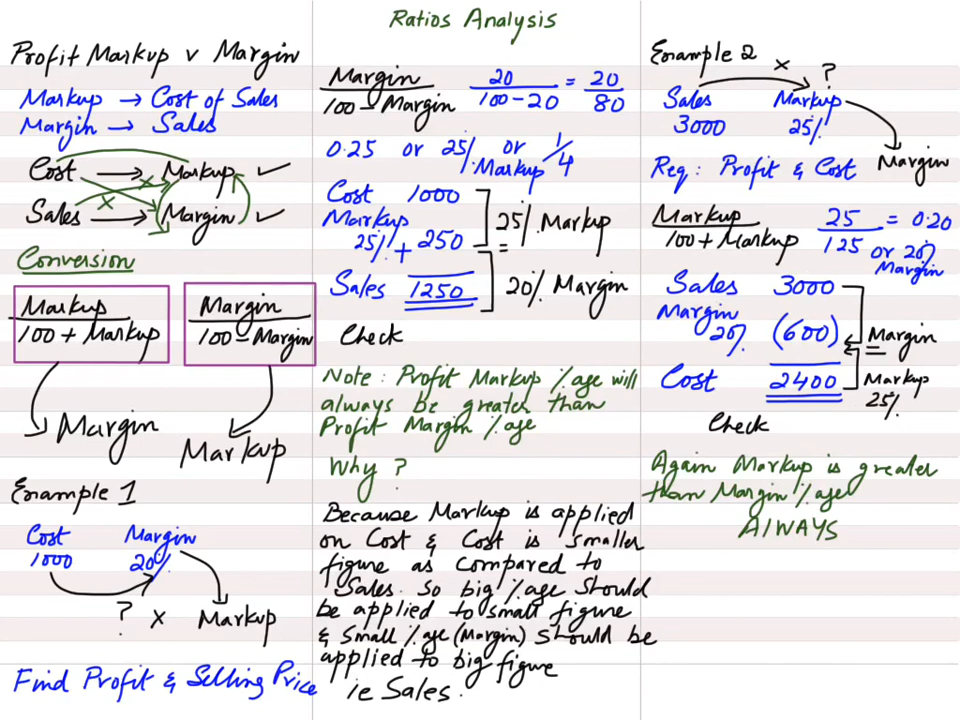 Ratios Analysis
Profit Markup v Margin
Markup → Cost of Sales
Margin → Sales
Cost → Markup ✓
Sales → Margin ✓
Conversion
Markup
100 + Markup
Margin
100 - Margin
Margin
Markup
Example 1
Cost Margin
1000 20%
? × Markup
Find Profit & Selling Price
Margin
100 - Margin
20 = 20
100 - 20 80
0.25 or 25% or 1/4
Markup
Cost 1000
Markup
25% + 250
25% Markup
=
Sales 1250
20% Margin
Check
Note : Profit Markup %age will
always be greater than
Profit Margin %age
Why ?
Because Markup is applied
on Cost & Cost is smaller
figure as compared to
Sales. So big %age should
be applied to small figure
& Small %age (Margin) should be
applied to big figure
ie Sales.
Example 2
× ?
Sales Markup
3000 25%
Margin
Req : Profit & Cost
Markup
100 + Markup
25 = 0.20
125 or 20%
Margin
Sales 3000
Margin
20% (600)
Margin
Cost 2400
Markup
25%
Check
Again Markup is greater
than Margin %age
ALWAYS